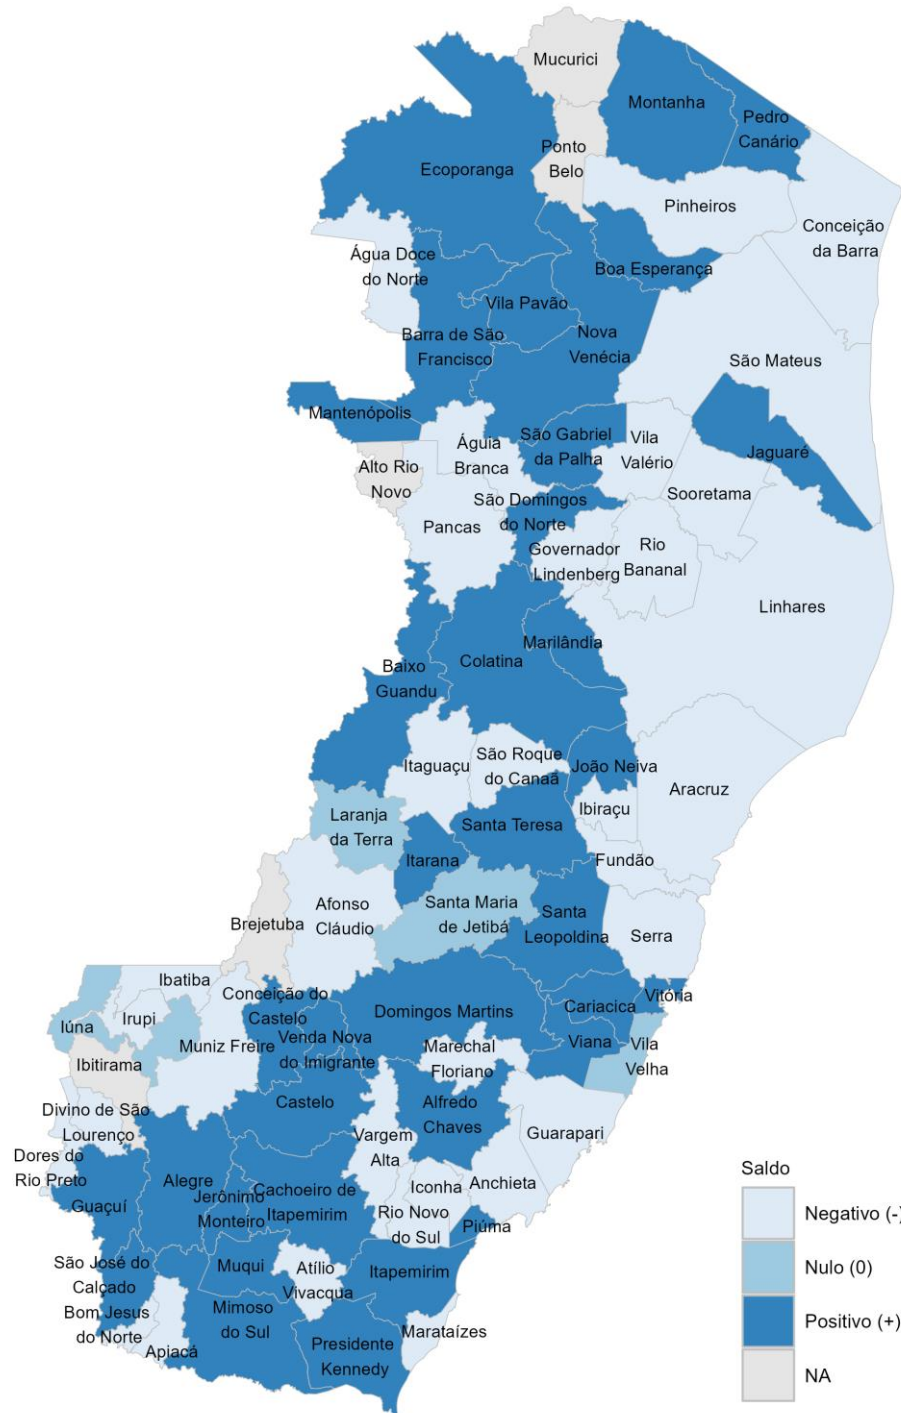 Mucurici
Montanha
Pedro
Canário
Ponto
Belo
Ecoporanga
Pinheiros
Conceição
da Barra
Água Doce
do Norte
Boa Esperança
Vila Pavão
Barra de São
Francisco
Nova
Venécia
São Mateus
Mantenópolis
Águia
Branca
São Gabriel
da Palha
Vila
Valério
Jaguaré
Alto Rio
Novo
Sooretama
São Domingos
do Norte
Pancas
Governador
Lindenberg
Rio
Bananal
Linhares
Marilândia
Colatina
Baixo
Guandu
Itaguaçu
São Roque
do Canaã
João Neiva
Aracruz
Ibiraçu
Laranja
da Terra
Santa Teresa
Itarana
Fundão
Afonso
Cláudio
Santa Maria
de Jetibá
Santa
Leopoldina
Brejetuba
Serra
Ibatiba
Conceição do
Castelo
Vitória
Cariacica
Domingos Martins
Iúna
Irupi
Muniz Freire
Venda Nova
do Imigrante
Marechal
Floriano
Viana
Vila
Velha
Ibitirama
Castelo
Alfredo
Chaves
Divino de São
Lourenço
Vargem
Alta
Guarapari
Dores do
Rio Preto
Alegre
Guaçuí
Jerônimo
Monteiro
Cachoeiro de
Itapemirim
Iconha
Anchieta
Rio Novo
do Sul
Piúma
São José do
Calçado
Muqui
Atílio
Vivacqua
Itapemirim
Bom Jesus
do Norte
Mimoso
do Sul
Apiacá
Presidente
Kennedy
Marataízes
Saldo
Negativo (-)
Nulo (0)
Positivo (+)
NA